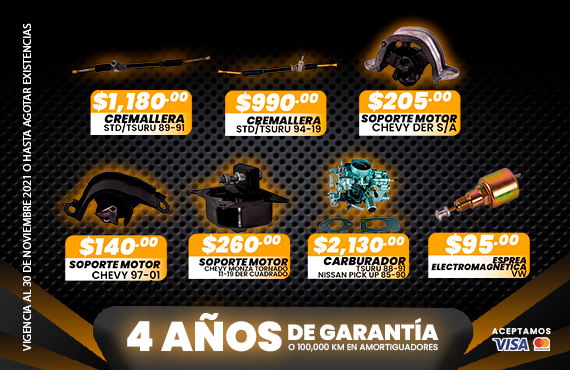 VIGENCIA AL 30 DE NOVIEMBRE 2021 O HASTA AGOTAR EXISTENCIAS
$1,180.00
CREMALLERA
STD/TSURU 89-91
$990.00
CREMALLERA
STD/TSURU 94-19
$205.00
SOPORTE MOTOR
CHEVY DER S/A
$140.00
SOPORTE MOTOR
CHEVY 97-01
$260.00
SOPORTE MOTOR
CHEVY MONZA TORNADO
11-19 DER CUADRADO
$2,130.00
CARBURADOR
TSURU 88-91
NISSAN PICK UP 85-90
$95.00
ESPREA
ELECTROMAGNÉTICA
VW
4 AÑOS DE GARANTÍA
O 100,000 KM EN AMORTIGUADORES
ACEPTAMOS
VISA